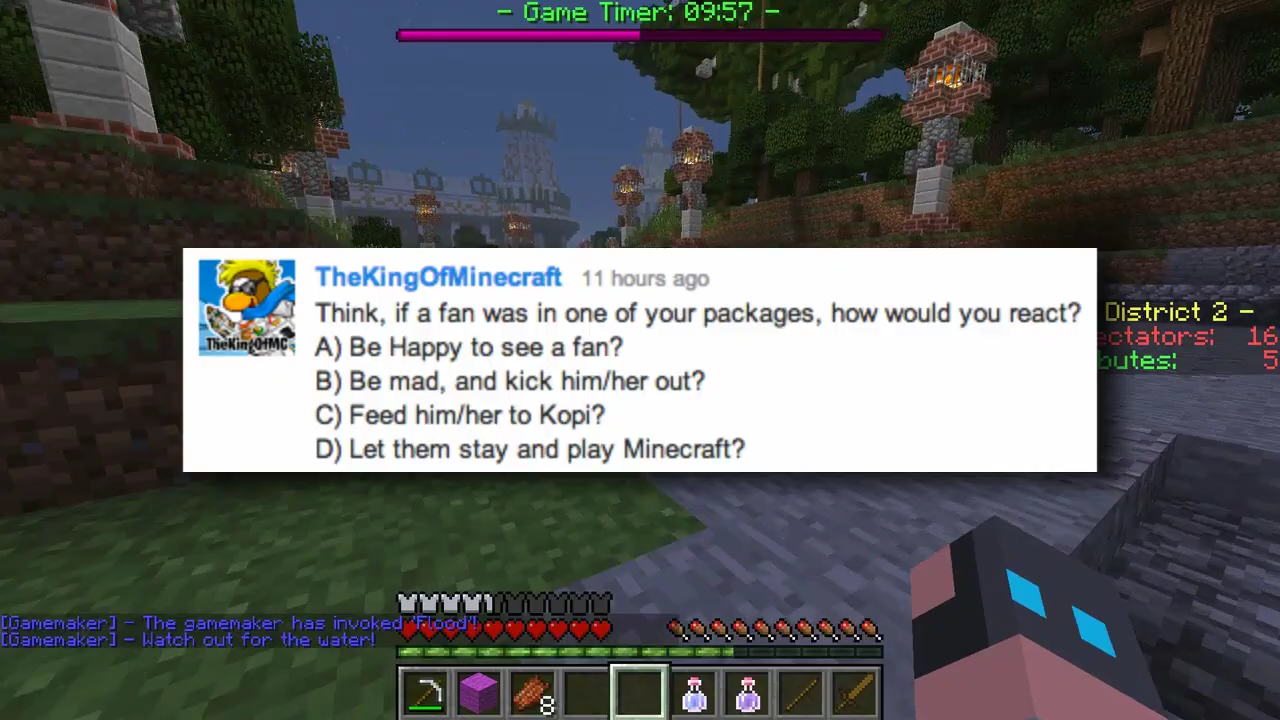 - Game Timer: 09:57 -
TheKingOfMinecraft 11 hours ago
Think, if a fan was in one of your packages, how would you react?
A) Be Happy to see a fan?
B) Be mad, and kick him/her out?
C) Feed him/her to Kopi?
D) Let them stay and play Minecraft?
TheKingOfMC
District 2 -
ectators: 16
butes: 5
[Gamemaker] - The gamemaker has invoked 'Flood'!
[Gamemaker] - Watch out for the water!
8